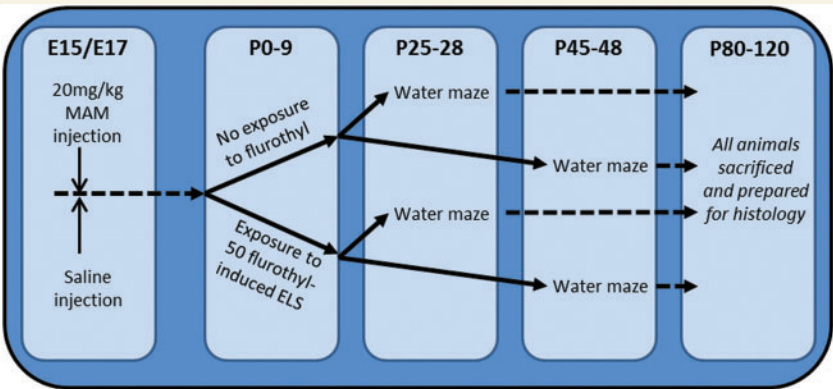 E15/E17
20mg/kg
MAM
injection
Saline
injection
P0-9
No exposure
to flurothyl
Exposure to
50 flurothyl-
induced ELS
P25-28
Water maze
Water maze
P45-48
Water maze
Water maze
P80-120
All animals
sacrificed
and prepared
for histology